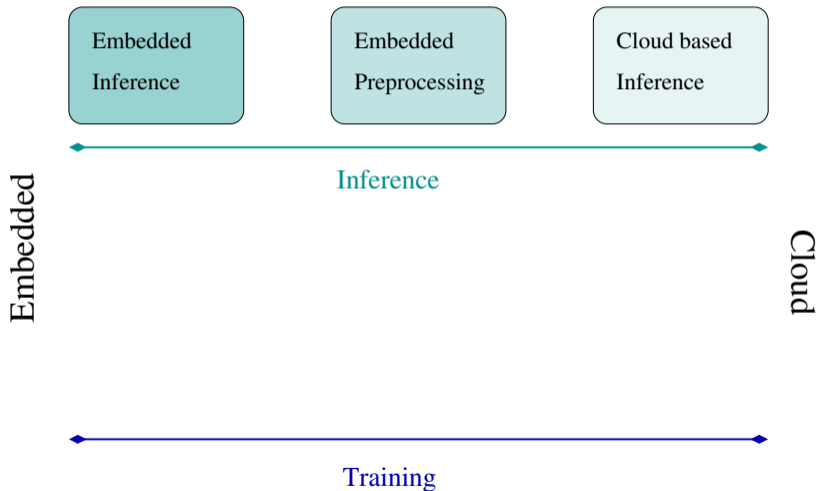 Embedded
Inference
Embedded
Preprocessing
Cloud based
Inference
Inference
Embedded
Cloud
Training